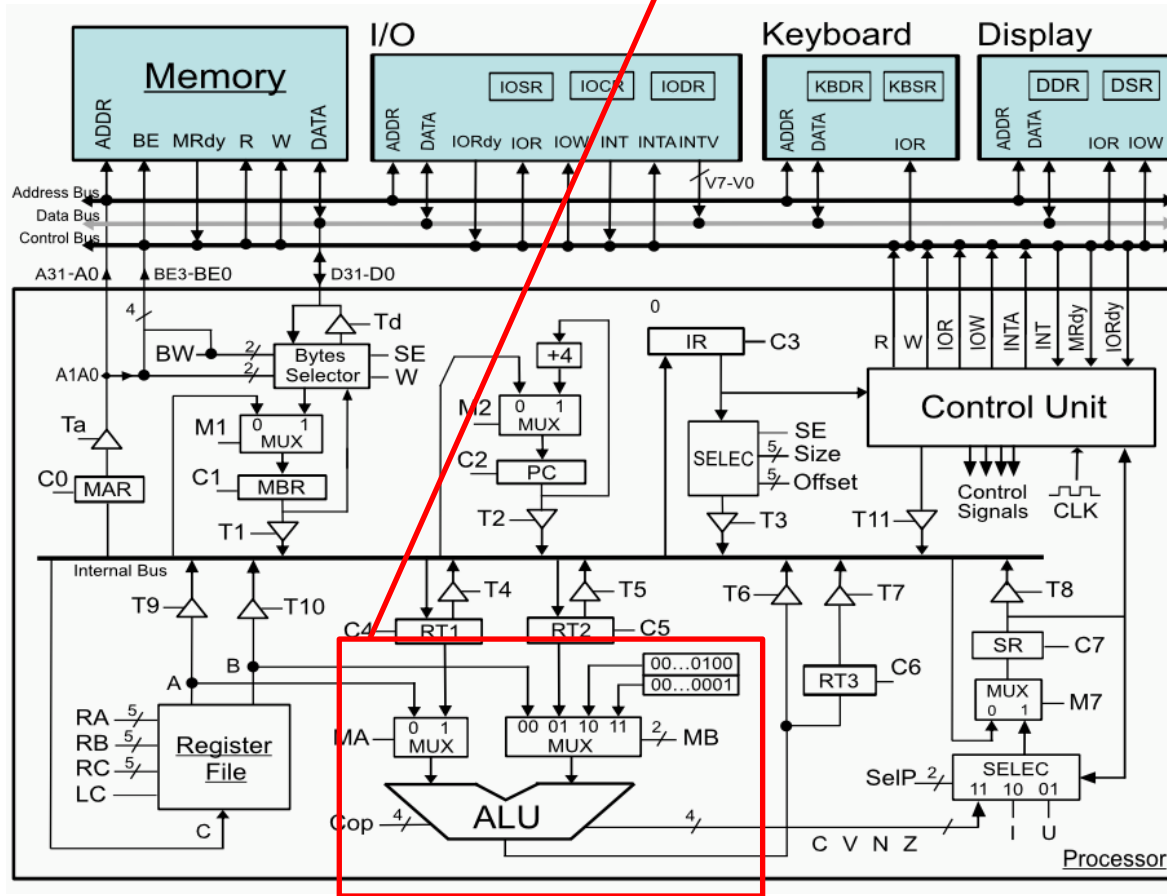 I/O
Keyboard
Display
Memory
IOSR
IOCR
IODR
KBDR
KBSR
DDR
DSR
ADDR
BE
MRdy
R
W
DATA
ADDR
DATA
IORdy
IOR
IOW
INT
INTA
INTV
ADDR
DATA
IOR
ADDR
DATA
IOR
IOW
V7-V0
Address Bus
Data Bus
Control Bus
A31-A0
BE3-BE0
D31-D0
0
4
Td
BW
2
Bytes
Selector
SE
W
A1A0
2
+4
IR
C3
R
W
IOR
IOW
INTA
INT
MRdy
IORdy
Control Unit
Ta
M1
0 1
MUX
M2
0 1
MUX
SELEC
SE
5
Size
5
Offset
C0
MAR
C1
MBR
C2
PC
Control
Signals
CLK
T1
T2
T3
T11
Internal Bus
T9
T10
T4
T5
T6
T7
T8
C4
RT1
RT2
C5
SR
C7
A
B
00...0100
00...0001
RT3
C6
MUX
0 1
M7
RA
5
RB
5
RC
5
LC
Register
File
MA
0 1
MUX
00 01 10 11
MUX
2
MB
SelP
2
SELEC
11 10 01
Cop
4
ALU
4
C V N Z
I
U
C
Processor